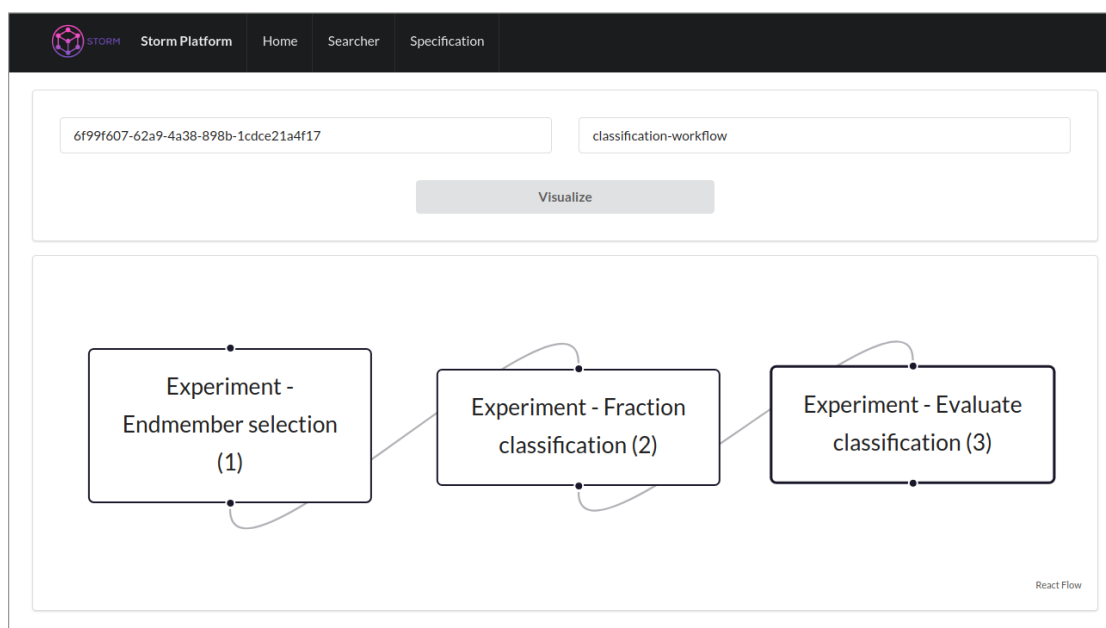 STORM Storm Platform Home Searcher Specification
6f99f607-62a9-4a38-898b-1cdce21a4f17 classification-workflow
Visualize
Experiment -
Endmember selection
(1)
Experiment - Fraction
classification (2)
Experiment - Evaluate
classification (3)
React Flow